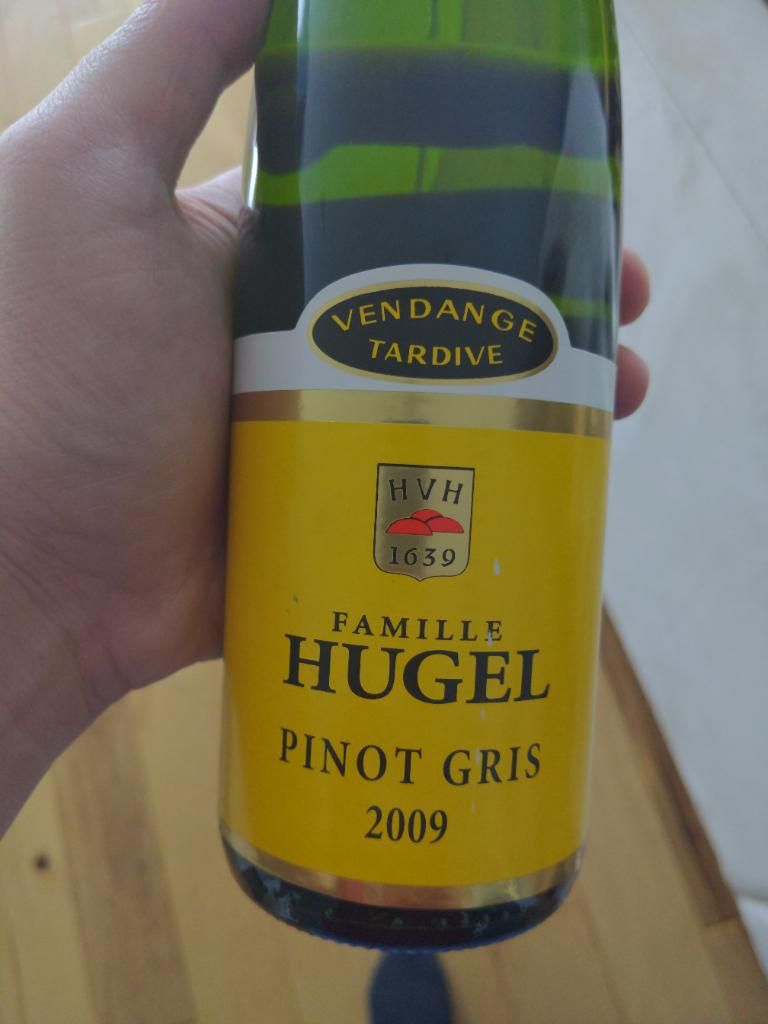 VENDANGE
TARDIVE
HVH
1639
FAMILLE
HUGEL
PINOT GRIS
2009